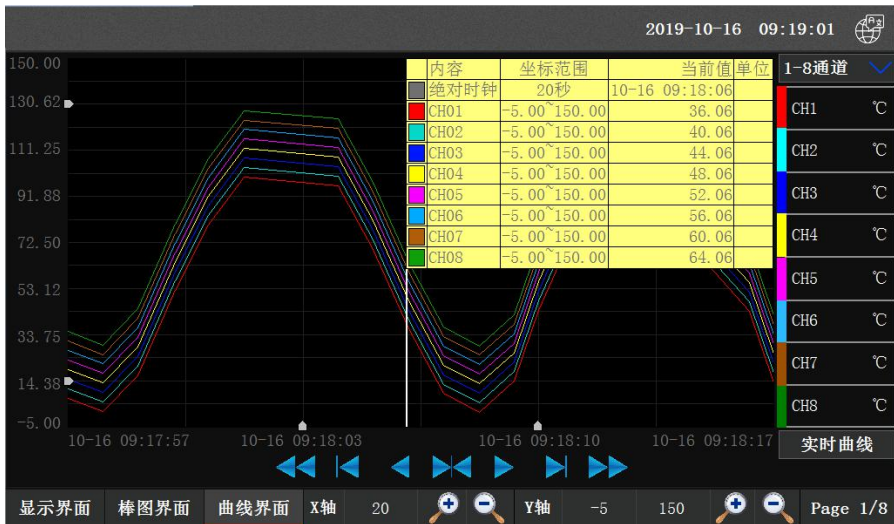 2019-10-16 09:19:01
150.00
130.62
111.25
91.88
72.50
53.12
33.75
14.38
-5.00
内容 坐标范围 当前值 单位
绝对时钟 20秒 10-16 09:18:06
CH01 -5.00~150.00 36.06
CH02 -5.00~150.00 40.06
CH03 -5.00~150.00 44.06
CH04 -5.00~150.00 48.06
CH05 -5.00~150.00 52.06
CH06 -5.00~150.00 56.06
CH07 -5.00~150.00 60.06
CH08 -5.00~150.00 64.06
1-8通道
CH1 ℃
CH2 ℃
CH3 ℃
CH4 ℃
CH5 ℃
CH6 ℃
CH7 ℃
CH8 ℃
10-16 09:17:57 10-16 09:18:03 10-16 09:18:10 10-16 09:18:17
实时曲线
显示界面 棒图界面 曲线界面 X轴 20 Y轴 -5 150 Page 1/8